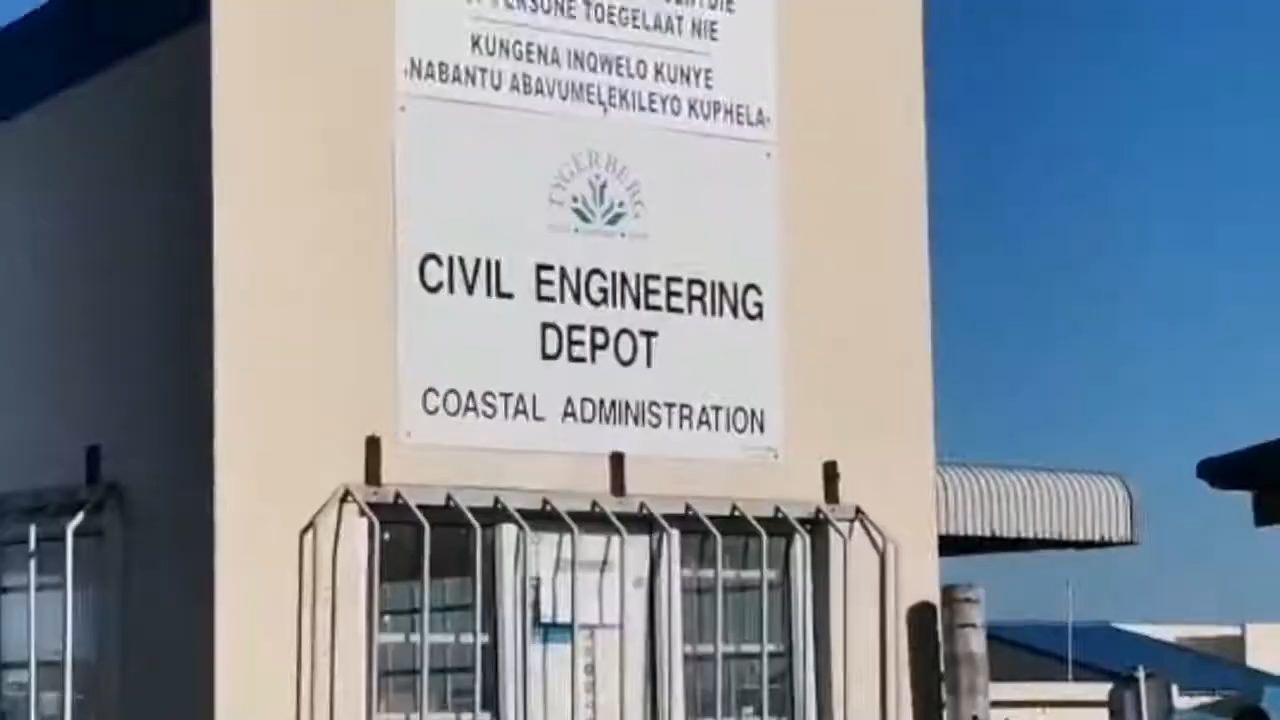 PERSONE TOEGELAAT NIE
KUNGENA INQWELO KUNYE
NABANTU ABAVUMELEKILEYO KUPHELA
TYGERBERG
CIVIL ENGINEERING
DEPOT
COASTAL ADMINISTRATION